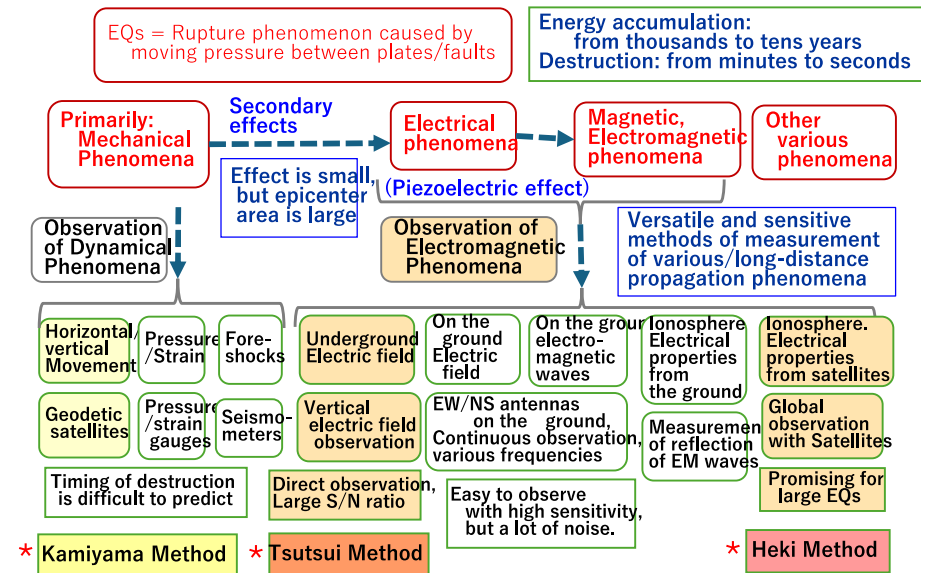 EQs = Rupture phenomenon caused by
moving pressure between plates/faults
Energy accumulation:
from thousands to tens years
Destruction: from minutes to seconds
Primarily:
Mechanical
Phenomena
Secondary
effects
Electrical
phenomena
Magnetic,
Electromagnetic
phenomena
Other
various
phenomena
Effect is small,
but epicenter
area is large
(Piezoelectric effect)
Observation
of Dynamical
Phenomena
Observation of
Electromagnetic
Phenomena
Versatile and sensitive
methods of measurement
of various/long-distance
propagation phenomena
Horizontal/
vertical
Movement
Pressure
/Strain
Fore-
shocks
Underground
Electric field
On the
ground
Electric
field
On the ground
electro-
magnetic
waves
Ionosphere
Electrical
properties
from
the ground
Ionosphere.
Electrical
properties
from satellites
Geodetic
satellites
Pressure
/strain
gauges
Seismo-
meters
Vertical
electric field
observation
EW/NS antennas
on the ground,
Continuous observation,
various frequencies
Measuremen
of reflection
of EM waves
Global
observation
with Satellites
Timing of destruction
is difficult to predict
Direct observation,
Large S/N ratio
Easy to observe
with high sensitivity,
but a lot of noise.
Promising for
large EQs
* Kamiyama Method
* Tsutsui Method
* Heki Method